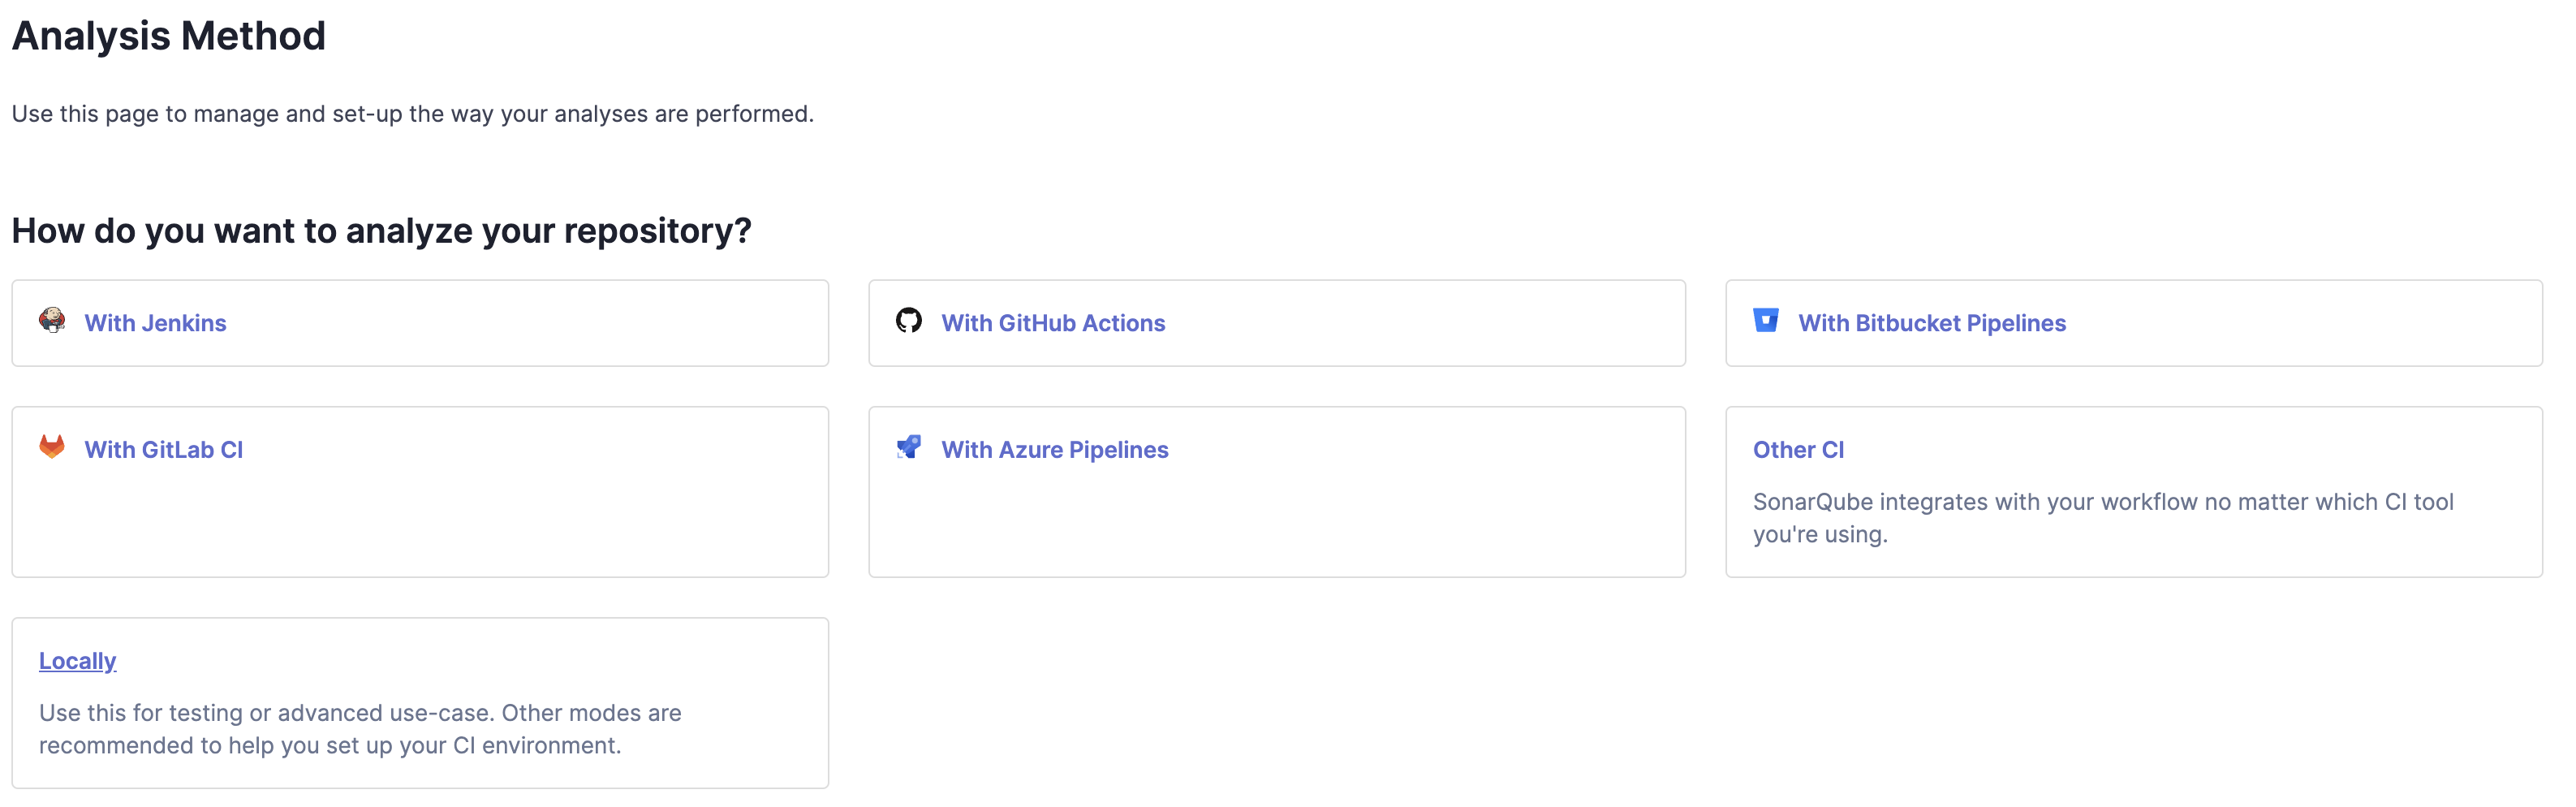 Analysis Method
Use this page to manage and set-up the way your analyses are performed.
How do you want to analyze your repository?
With Jenkins
With GitHub Actions
With Bitbucket Pipelines
With GitLab CI
With Azure Pipelines
Other CI
SonarQube integrates with your workflow no matter which CI tool
you're using.
Locally
Use this for testing or advanced use-case. Other modes are
recommended to help you set up your CI environment.